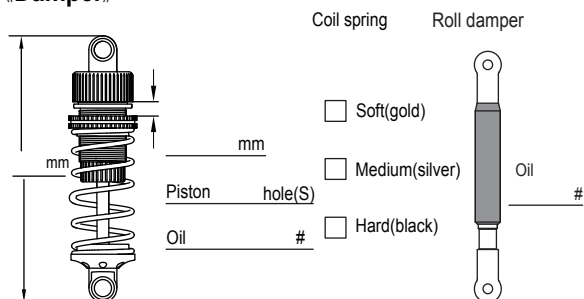 《Damper》
Coil spring
Roll damper
Soft(gold)
mm
mm
Medium(silver)
Oil
Piston hole(S)
#
Oil #
Hard(black)